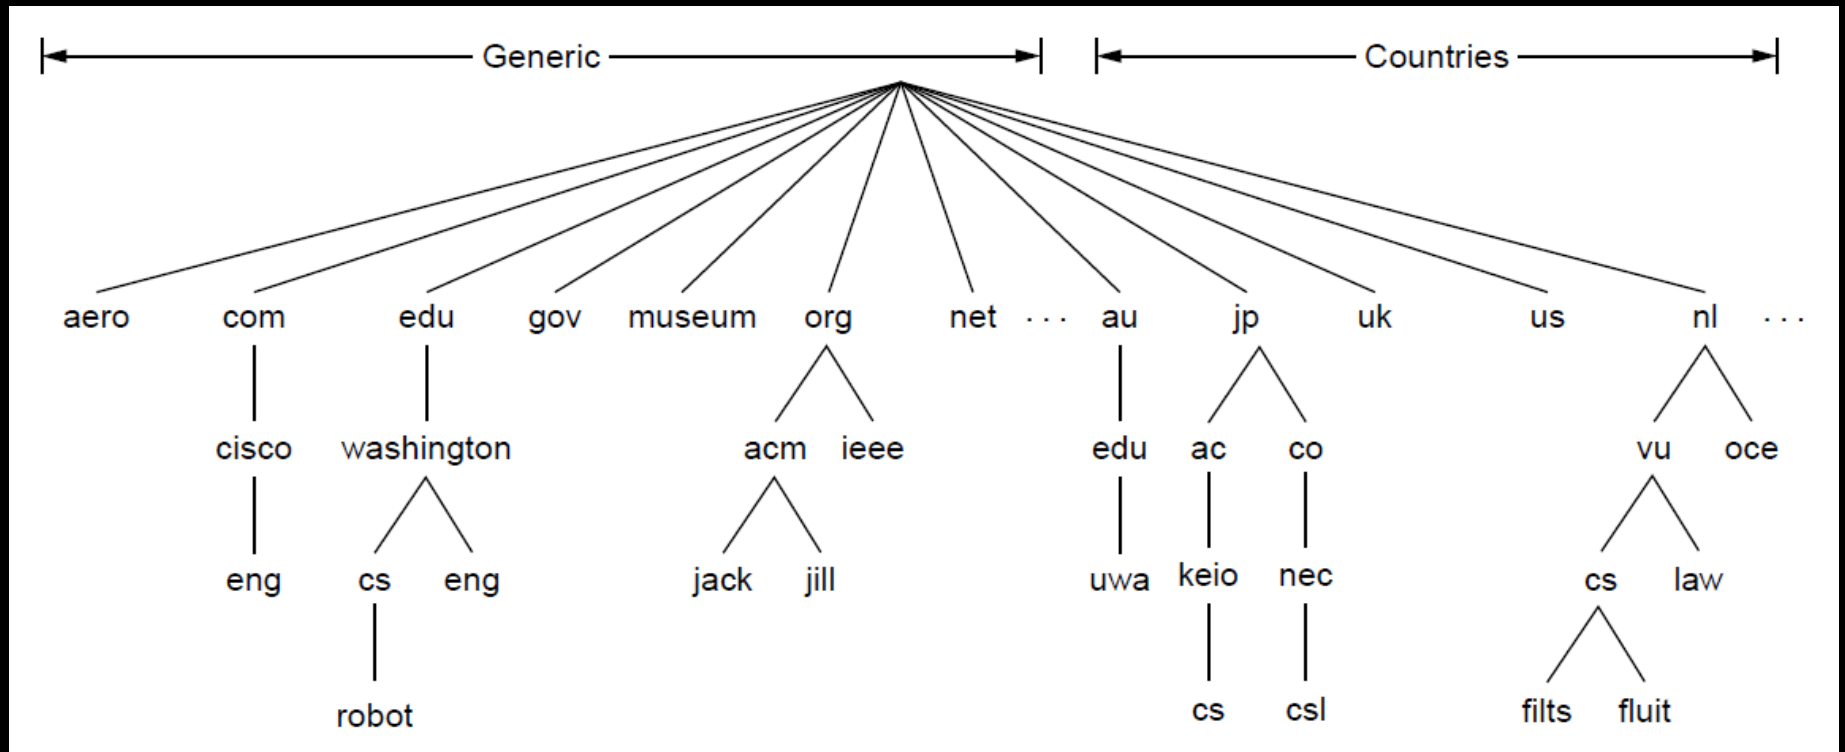 Generic Countries
aero com edu gov museum org net ··· au jp uk us nl ···
cisco washington acm ieee edu ac co vu oce
eng cs eng jack jill uwa keio nec cs law
robot cs csl filts fluit